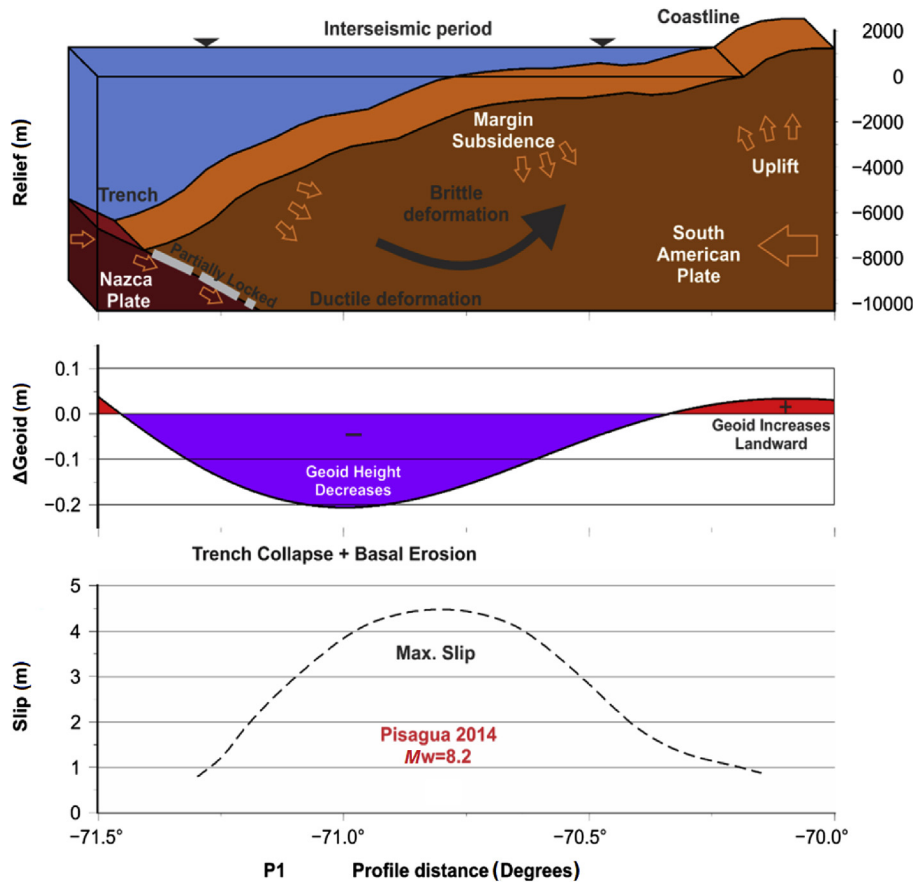 Coastline
Interseismic period
2000
0
−2000
−4000
−6000
−8000
−10000
Relief (m)
Margin
Subsidence
Uplift
Trench
Brittle
deformation
South
American
Plate
Partially Locked
Nazca
Plate
Ductile deformation
0.1
0.0
−0.1
−0.2
ΔGeoid (m)
−
+
Geoid Increases
Landward
Geoid Height
Decreases
Trench Collapse + Basal Erosion
5
4
3
2
1
0
Slip (m)
Max. Slip
Pisagua 2014
Mw=8.2
−71.5° −71.0° −70.5° −70.0°
P1 Profile distance (Degrees)